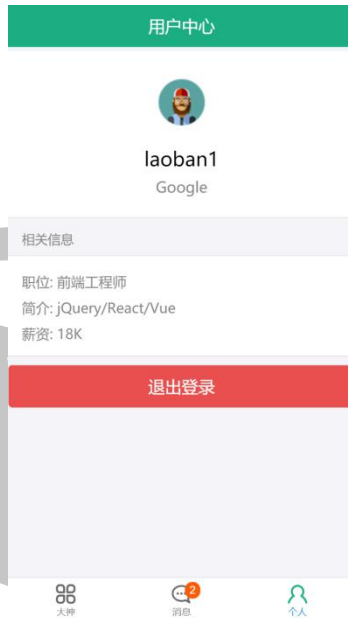 用户中心
laoban1
Google
相关信息
职位: 前端工程师
简介: jQuery/React/Vue
薪资: 18K
退出登录
2
大神
消息
个人